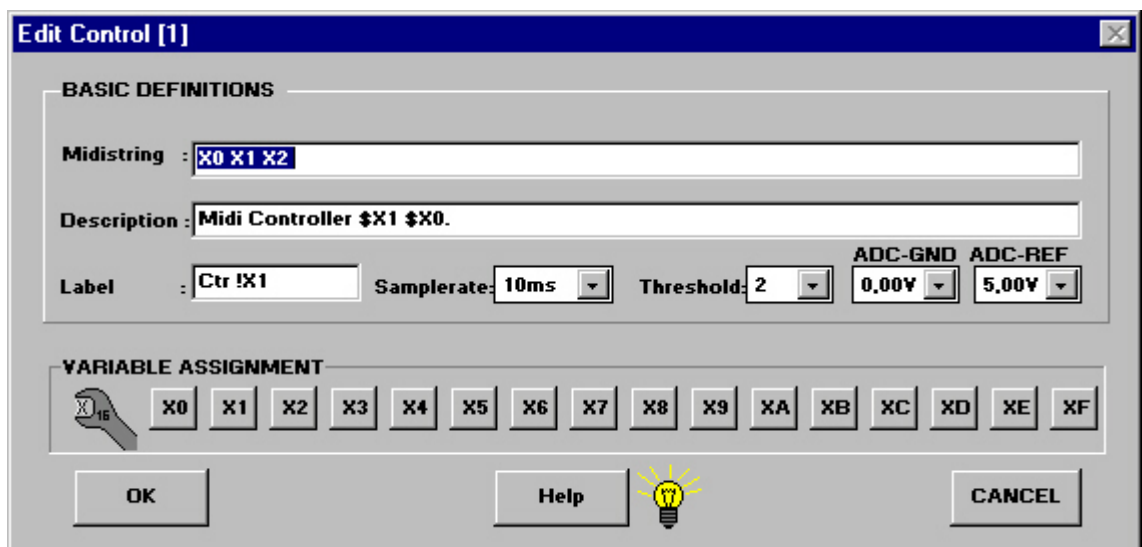 Edit Control [1]
BASIC DEFINITIONS
Midistring : X0 X1 X2
Description : Midi Controller $X1 $X0.
ADC-GND ADC-REF
Label : Ctr !X1 Samplerate: 10ms Threshold: 2 0,00V 5,00V
VARIABLE ASSIGNMENT
X 16 X0 X1 X2 X3 X4 X5 X6 X7 X8 X9 XA XB XC XD XE XF
OK Help CANCEL